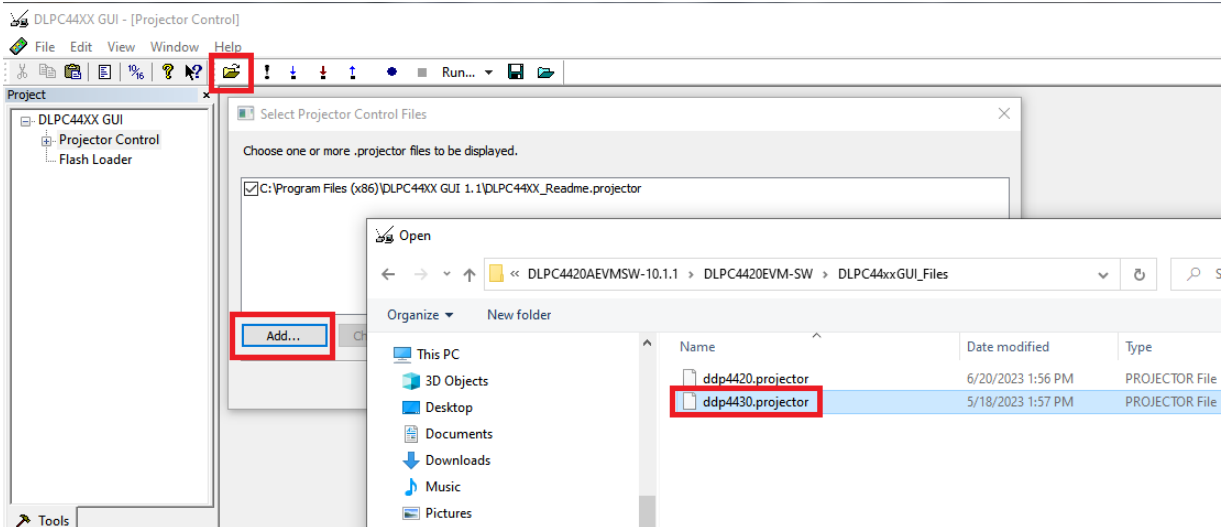 DLPC44XX GUI - [Projector Control]
File Edit View Window Help
10/16 Run...
Project x
DLPC44XX GUI
Projector Control
Flash Loader
Tools
Select Projector Control Files
Choose one or more .projector files to be displayed.
C:\Program Files (x86)\DLPC44XX GUI 1.1\DLPC44XX_Readme.projector
Add...
Open
« DLPC4420AEVMSW-10.1.1 › DLPC4420EVM-SW › DLPC44xxGUI_Files
Organize New folder
This PC
3D Objects
Desktop
Documents
Downloads
Music
Pictures
Name Date modified Type
ddp4420.projector 6/20/2023 1:56 PM PROJECTOR File
ddp4430.projector 5/18/2023 1:57 PM PROJECTOR File